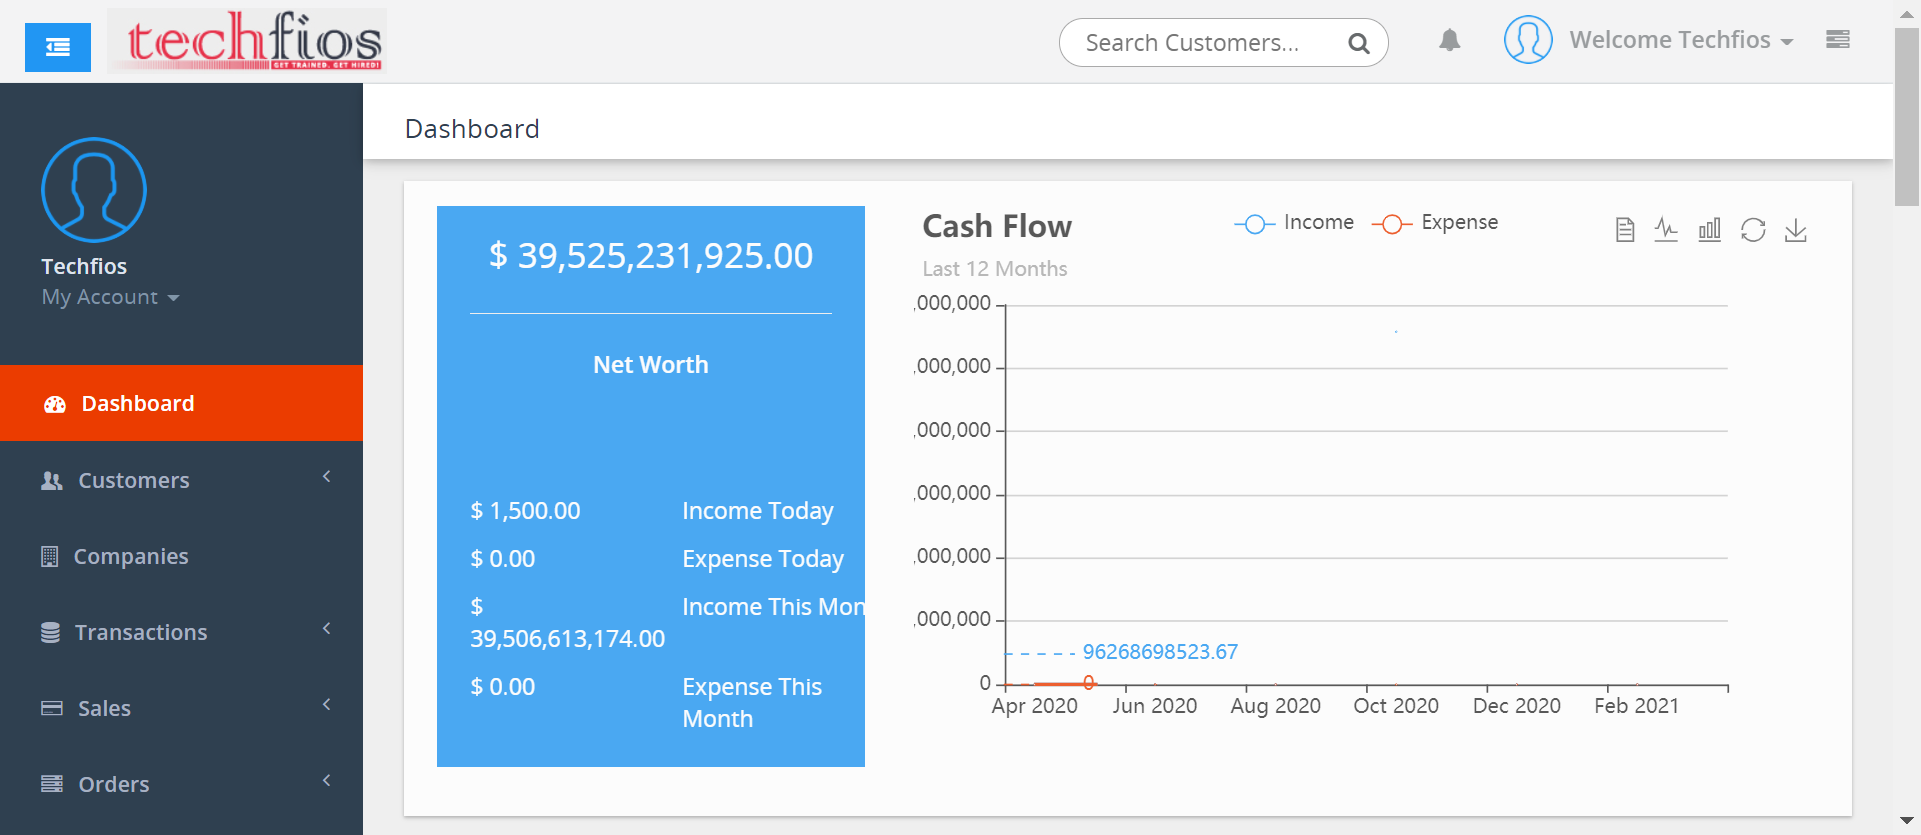 techfios
GET TRAINED. GET HIRED!
Search Customers...
Welcome Techfios
Techfios
My Account
Dashboard
Customers
Companies
Transactions
Sales
Orders
Dashboard
$ 39,525,231,925.00
Net Worth
$ 1,500.00 Income Today
$ 0.00 Expense Today
$ Income This Mon
39,506,613,174.00
$ 0.00 Expense This
Month
Cash Flow
Last 12 Months
Income Expense
,000,000
,000,000
,000,000
,000,000
,000,000
,000,000
96268698523.67
0
0
Apr 2020 Jun 2020 Aug 2020 Oct 2020 Dec 2020 Feb 2021